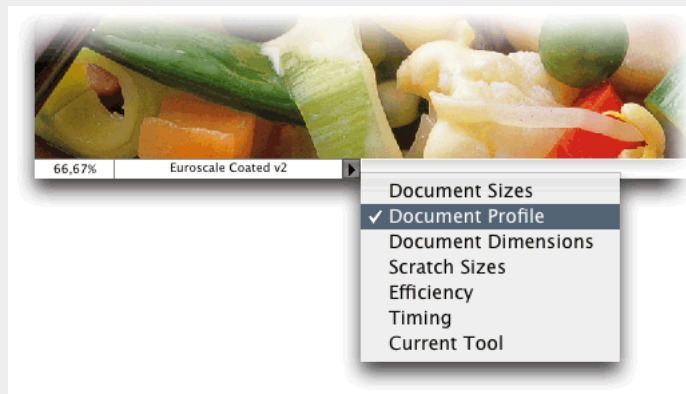 66,67%
Euroscale Coated v2
Document Sizes
✓ Document Profile
Document Dimensions
Scratch Sizes
Efficiency
Timing
Current Tool